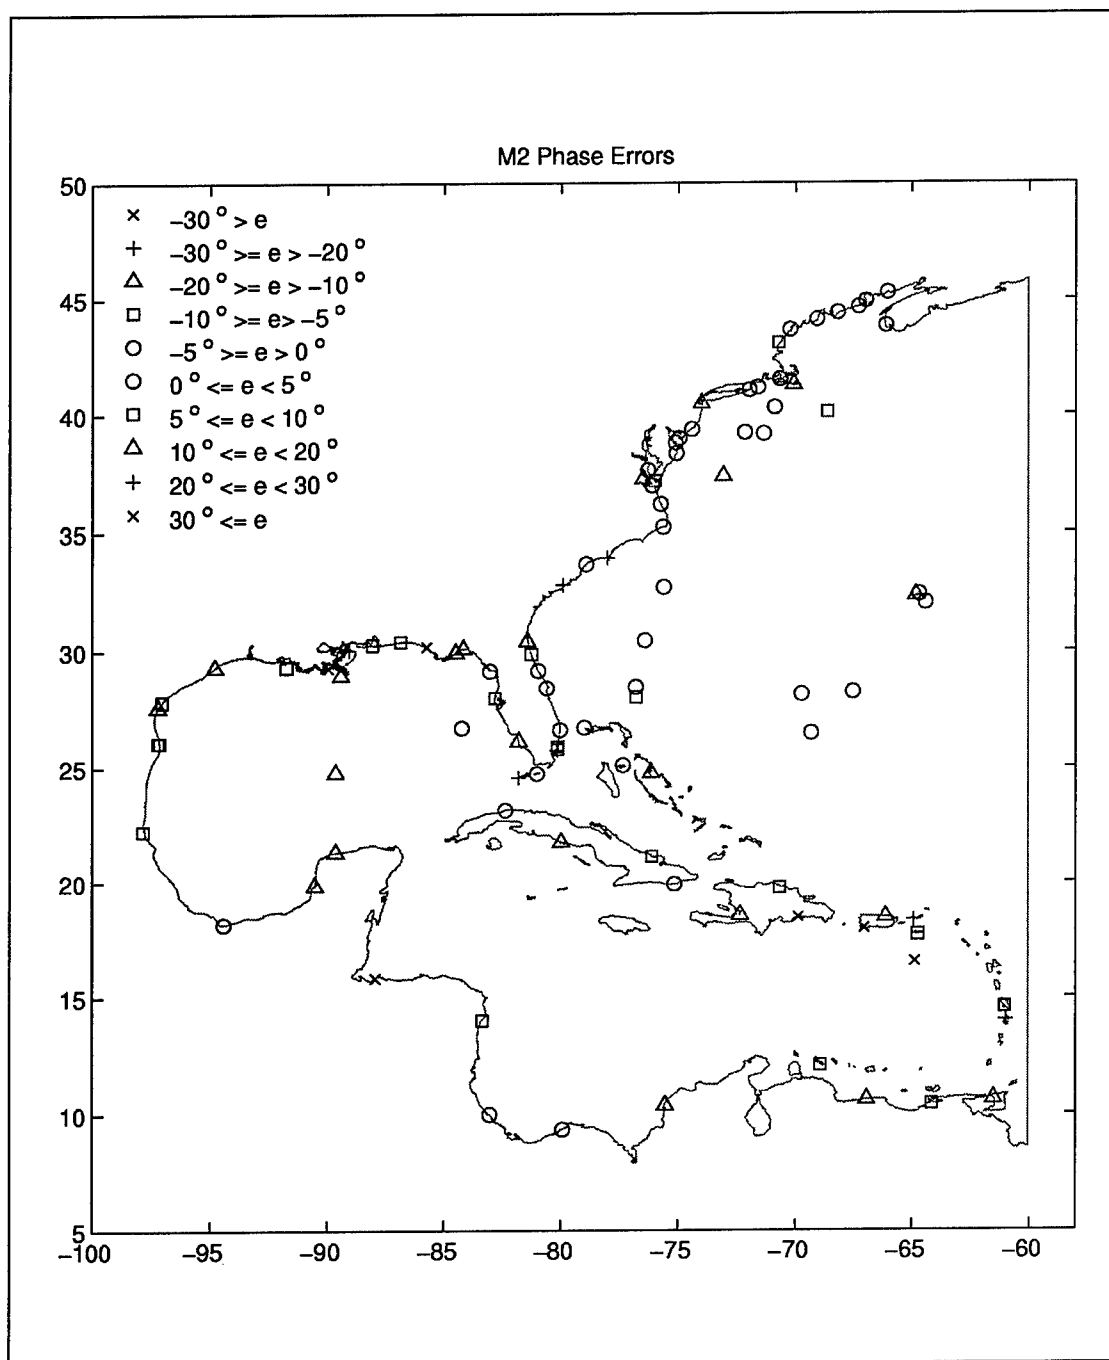 M2 Phase Errors
50
45
40
35
30
25
20
15
10
5
× −30 ° > e
+ −30 ° >= e > −20 °
△ −20 ° >= e > −10 °
□ −10 ° >= e> −5 °
○ −5 ° >= e > 0 °
○ 0 ° <= e < 5 °
□ 5 ° <= e < 10 °
△ 10 ° <= e < 20 °
+ 20 ° <= e < 30 °
× 30 ° <= e
−100 −95 −90 −85 −80 −75 −70 −65 −60